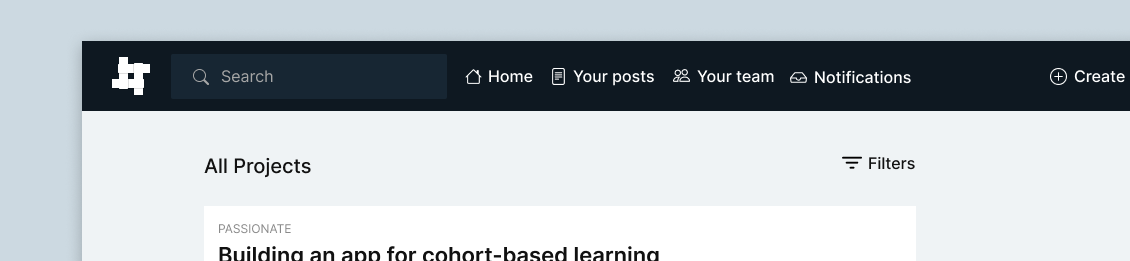 Search Home Your posts Your team Notifications Create
All Projects Filters
PASSIONATE
Building an app for cohort-based learning